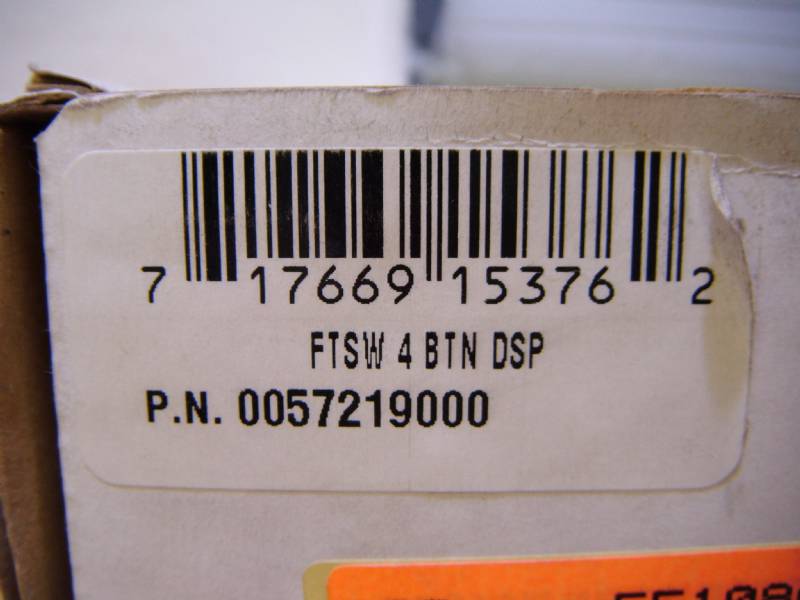 7 17669 15376 2
FTSW 4 BTN DSP
P.N. 0057219000